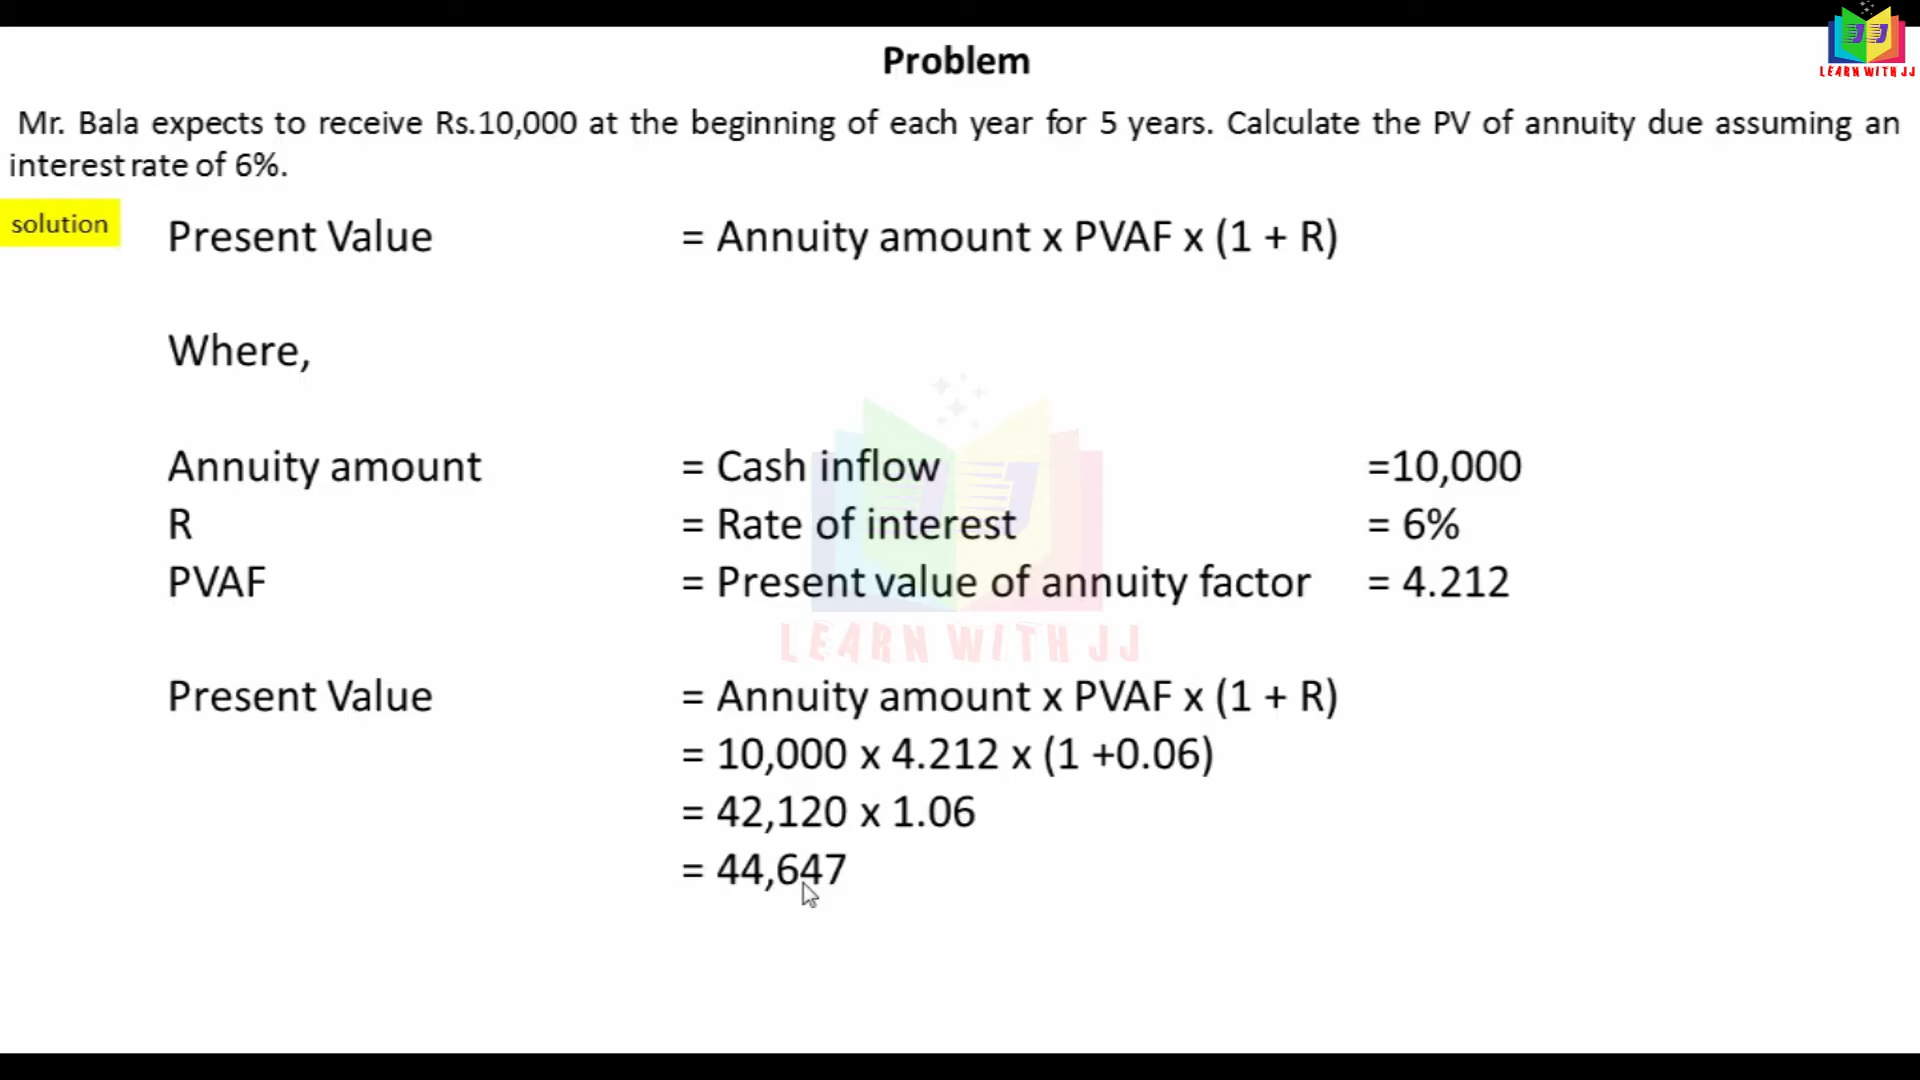 LEARN WITH JJ
Problem
Mr. Bala expects to receive Rs.10,000 at the beginning of each year for 5 years. Calculate the PV of annuity due assuming an
interest rate of 6%.
solution
Present Value = Annuity amount x PVAF x (1 + R)
Where,
Annuity amount = Cash inflow =10,000
R = Rate of interest = 6%
PVAF = Present value of annuity factor = 4.212
LEARN WITH JJ
Present Value = Annuity amount x PVAF x (1 + R)
= 10,000 x 4.212 x (1 +0.06)
= 42,120 x 1.06
= 44,647